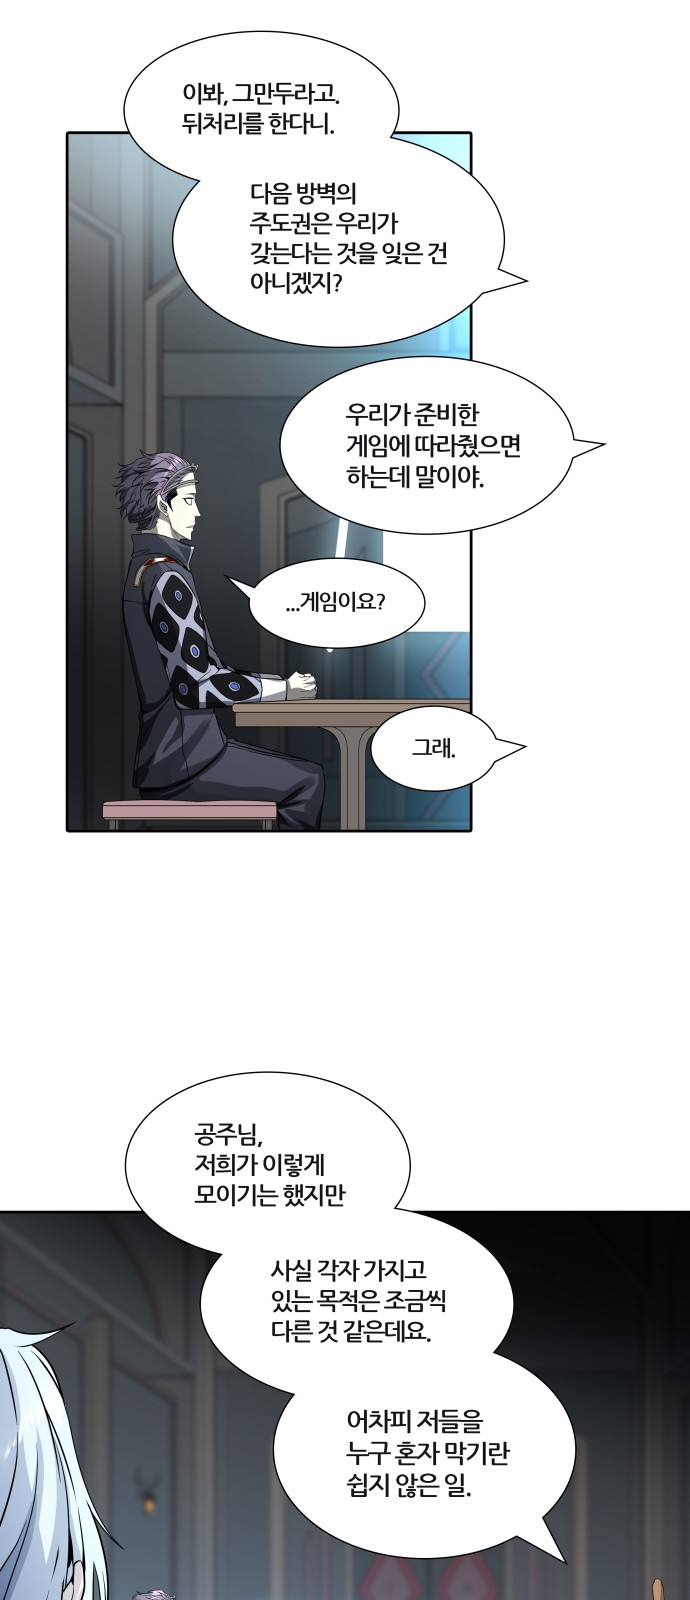 이봐, 그만두라고.
뒤처리를 한다니.
다음 방벽의
주도권은 우리가
갖는다는 것을 잊은 건
아니겠지?
우리가 준비한
게임에 따라줬으면
하는데 말이야.
...게임이요?
그래.
공주님,
저희가 이렇게
모이기는 했지만
사실 각자 가지고
있는 목적은 조금씩
다른 것 같은데요.
어차피 저들을
누구 혼자 막기란
쉽지 않은 일.